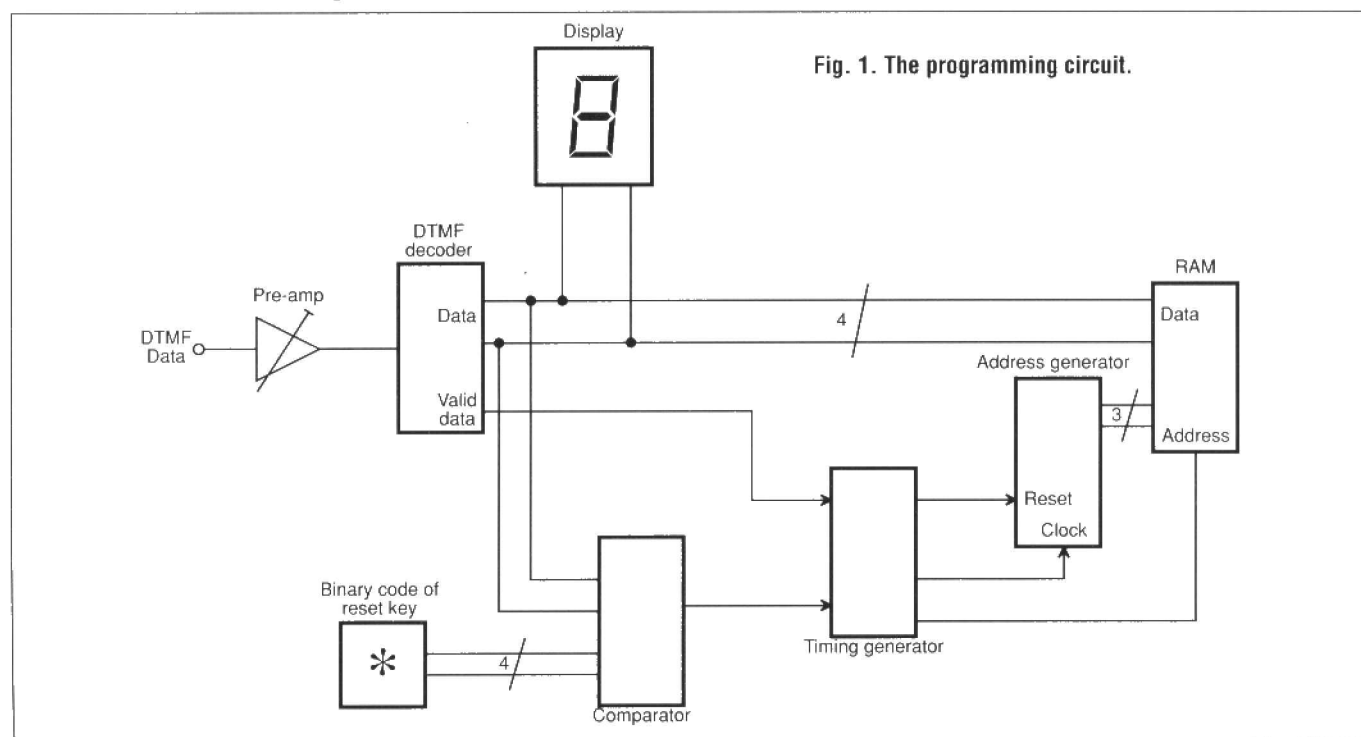 Display
Fig. 1. The programming circuit.
8
DTMF
decoder
RAM
Pre-amp
Data
4
Data
DTMF
Data
Address generator
Valid
data
3
Address
Reset
Clock
Binary code of
reset key
*
4
Timing generator
Comparator